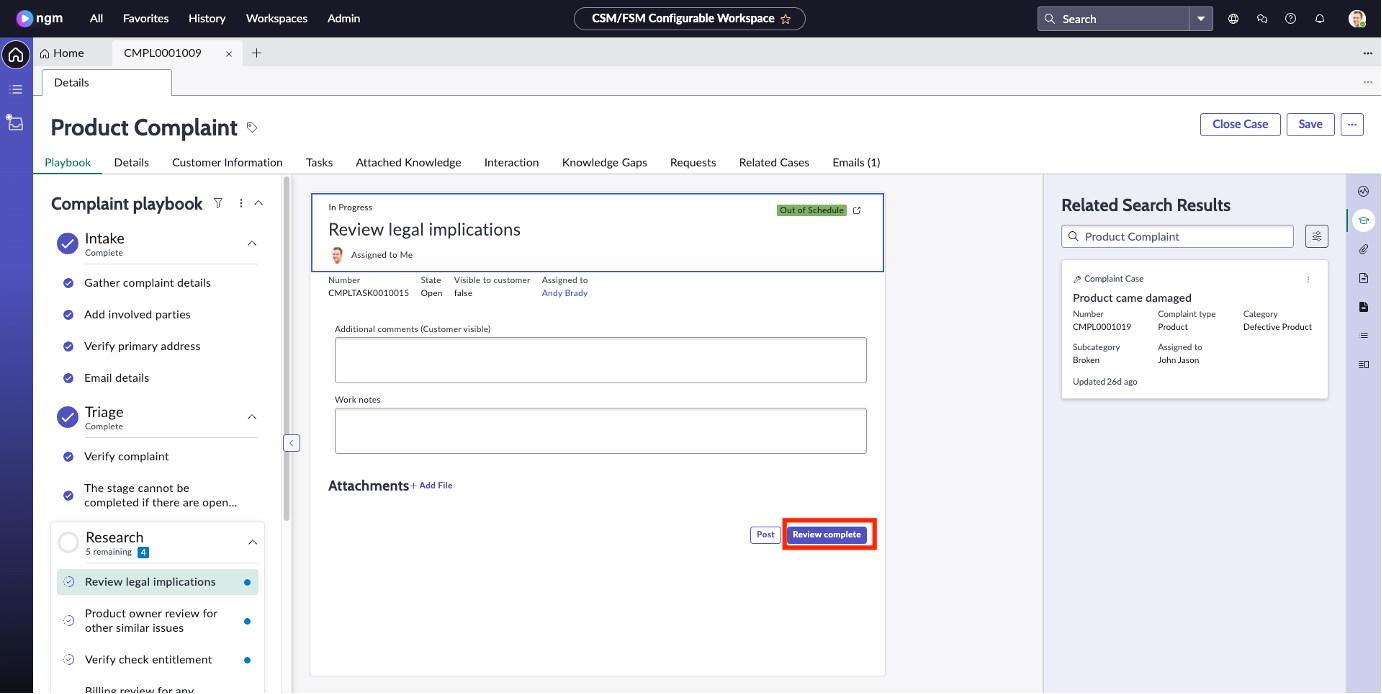 ngm
All
Favorites
History
Workspaces
Admin
CSM/FSM Configurable Workspace
Search
Home
CMPL0001009
Details
Product Complaint
Close Case
Save
Playbook
Details
Customer Information
Tasks
Attached Knowledge
Interaction
Knowledge Gaps
Requests
Related Cases
Emails (1)
Complaint playbook
Intake
Complete
Gather complaint details
Add involved parties
Verify primary address
Email details
Triage
Complete
Verify complaint
The stage cannot be
completed if there are open...
Research
5 remaining 4
Review legal implications
Product owner review for
other similar issues
Verify check entitlement
Billing review for any
In Progress
Out of Schedule
Review legal implications
Assigned to Me
Number State Visible to customer Assigned to
CMPLTASK0010015 Open false Andy Brady
Additional comments (Customer visible)
Work notes
Attachments + Add File
Post
Review complete
Related Search Results
Product Complaint
Complaint Case
Product came damaged
Number Complaint type Category
CMPL0001019 Product Defective Product
Subcategory Assigned to
Broken John Jason
Updated 26d ago